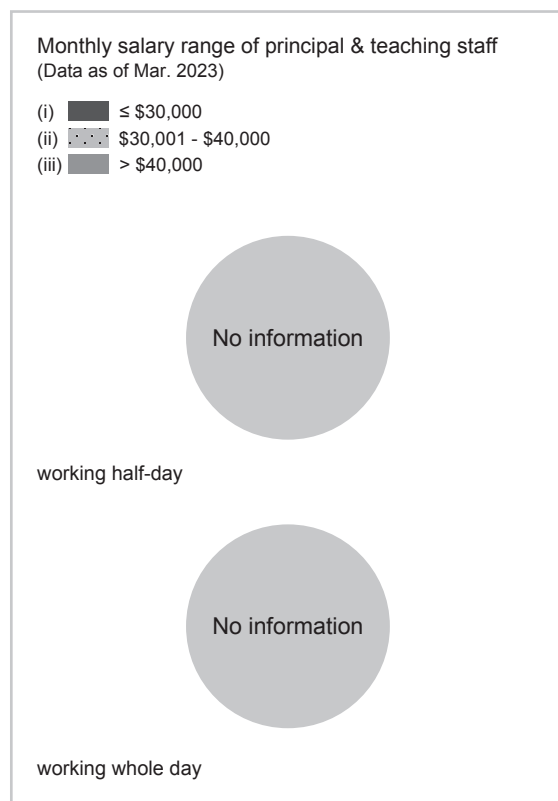 Monthly salary range of principal & teaching staff
(Data as of Mar. 2023)
(i) ≤ $30,000
(ii) $30,001 - $40,000
(iii) > $40,000
No information
working half-day
No information
working whole day